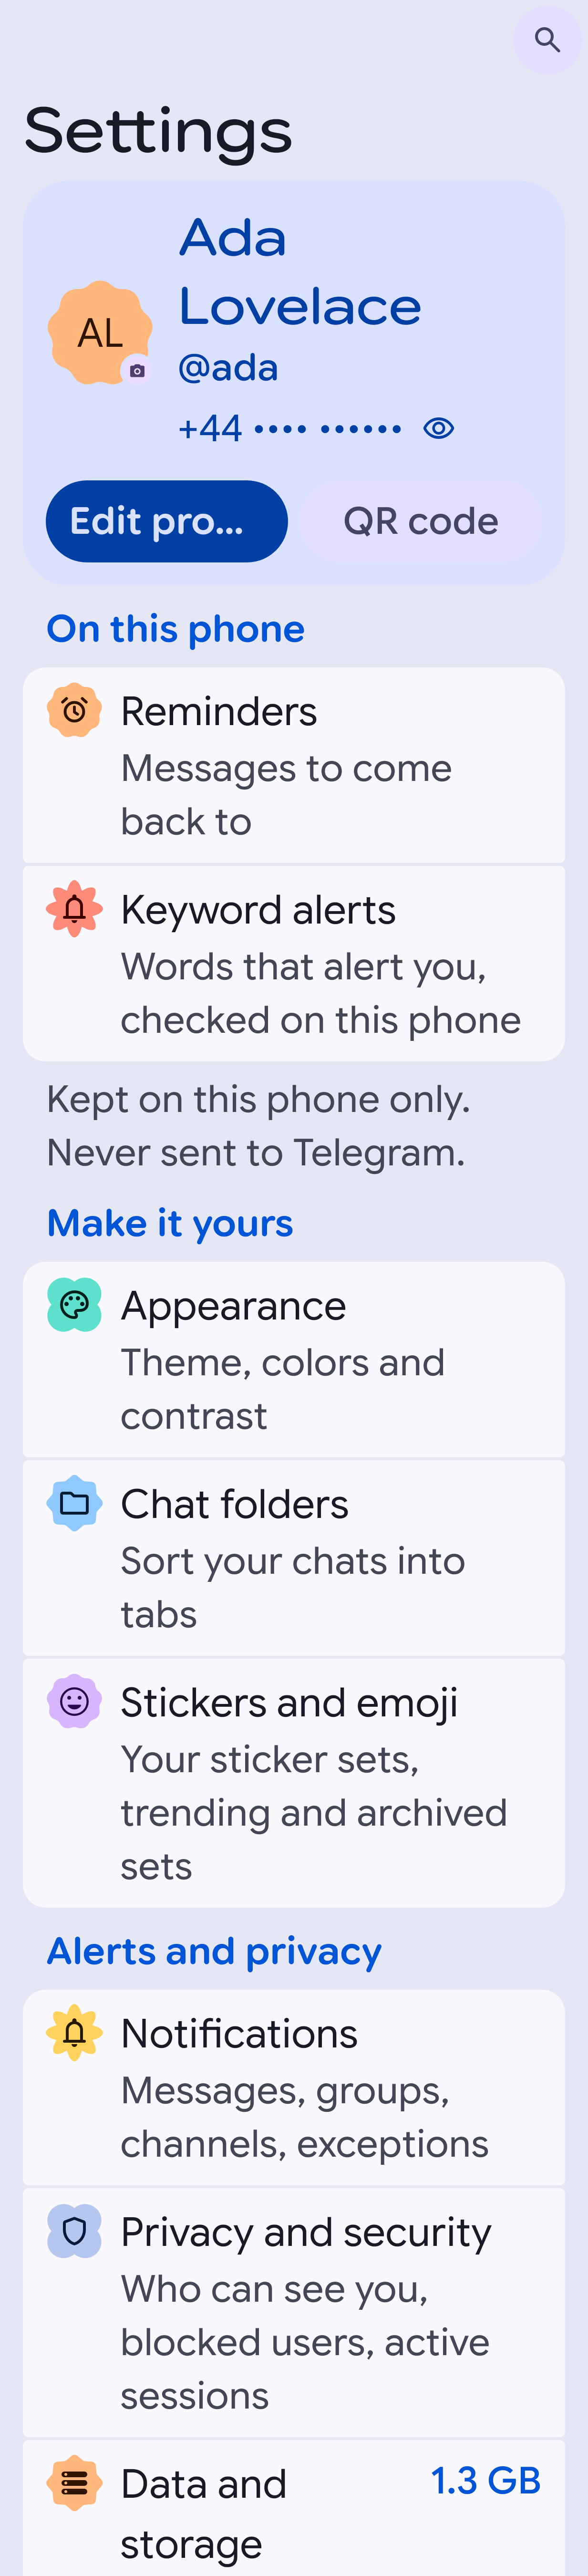 Settings
Ada
Lovelace
AL
@ada
+44 •••• ••••••
Edit pro...
QR code
On this phone
Reminders
Messages to come
back to
Keyword alerts
Words that alert you,
checked on this phone
Kept on this phone only.
Never sent to Telegram.
Make it yours
Appearance
Theme, colors and
contrast
Chat folders
Sort your chats into
tabs
Stickers and emoji
Your sticker sets,
trending and archived
sets
Alerts and privacy
Notifications
Messages, groups,
channels, exceptions
Privacy and security
Who can see you,
blocked users, active
sessions
Data and
storage
1.3 GB